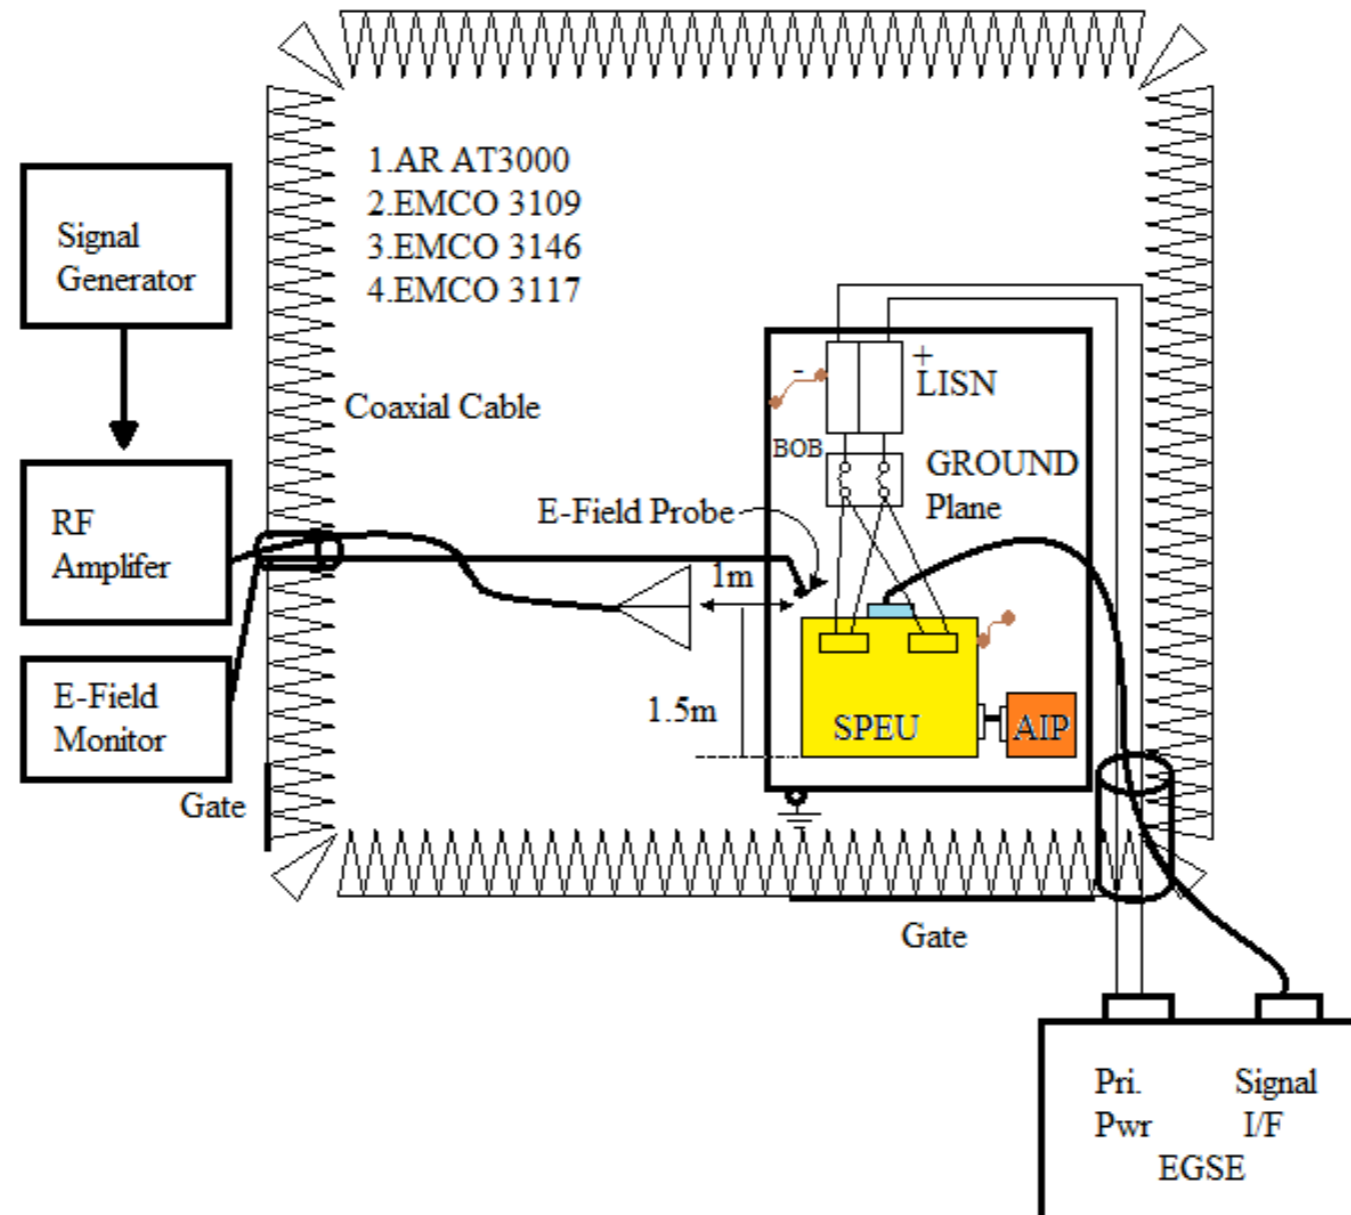 1.AR AT3000
2.EMCO 3109
3.EMCO 3146
4.EMCO 3117
Signal
Generator
Coaxial Cable
-
+
LISN
BOB
GROUND
Plane
RF
Amplifer
E-Field Probe
1m
E-Field
Monitor
1.5m
SPEU
AIP
Gate
Gate
Pri.
Pwr
Signal
I/F
EGSE